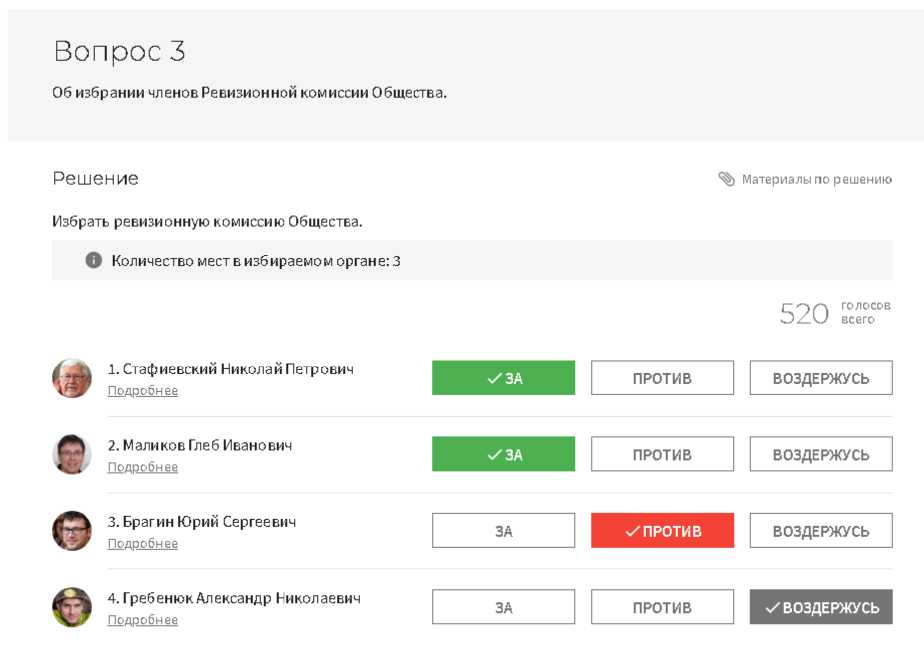 Вопрос 3
Об избрании членов Ревизионной комиссии Общества.
Решение
Материалы по решению
Избрать ревизионную комиссию Общества.
Количество мест в избираемом органе: 3
520 голосов
всего
1. Стафиевский Николай Петрович
Подробнее
ЗА ПРОТИВ ВОЗДЕРЖУСЬ
2. Маликов Глеб Иванович
Подробнее
ЗА ПРОТИВ ВОЗДЕРЖУСЬ
3. Брагин Юрий Сергеевич
Подробнее
ЗА ПРОТИВ ВОЗДЕРЖУСЬ
4. Гребенюк Александр Николаевич
Подробнее
ЗА ПРОТИВ ВОЗДЕРЖУСЬ